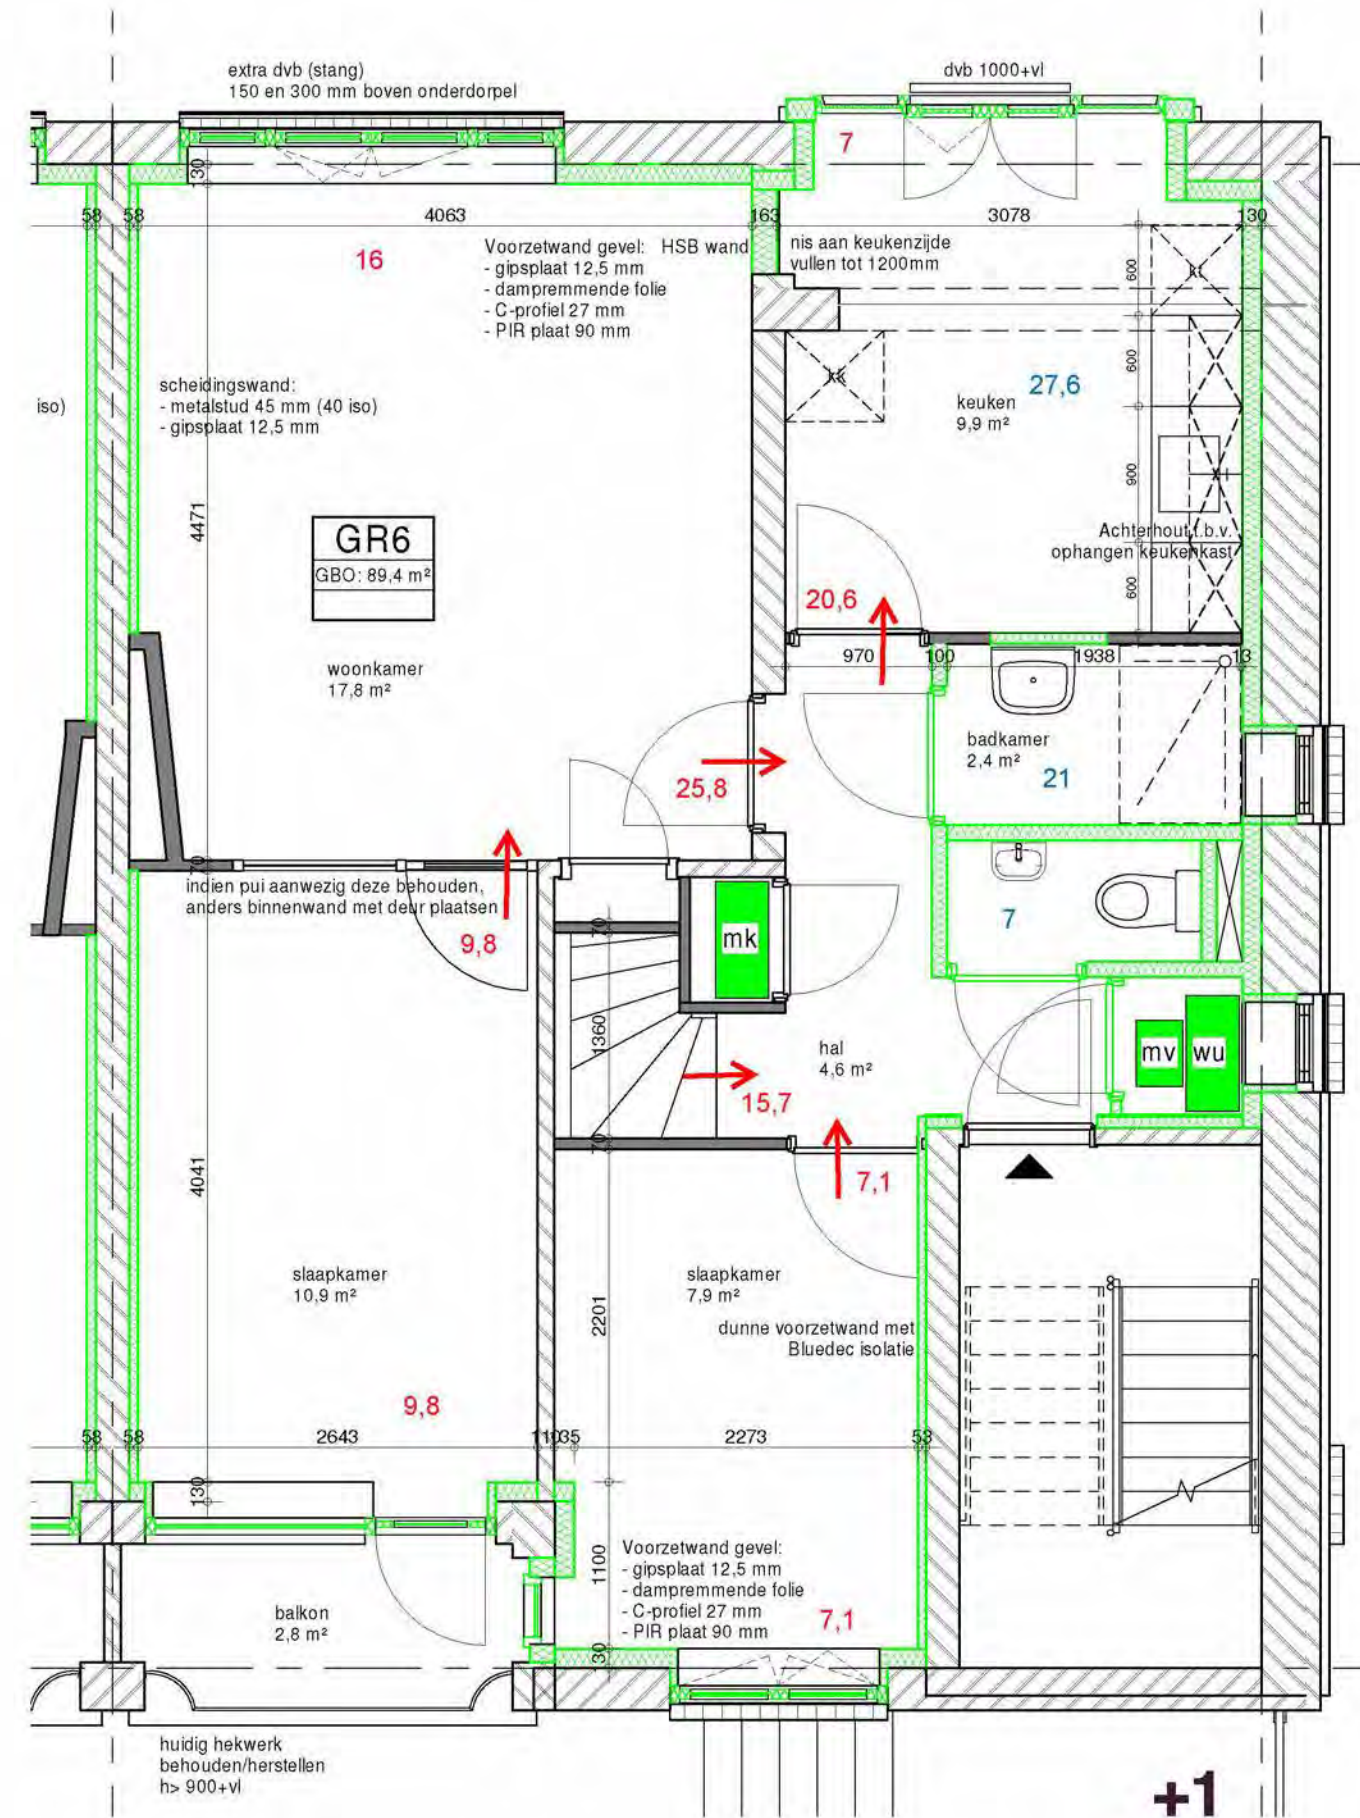 extra dvb (stang)
150 en 300 mm boven onderdorpel
dvb 1000+vl
7
130
58
58
4063
163
3078
130
16
Voorzetwand gevel: HSB wand
- gipsplaat 12,5 mm
- dampremmende folie
- C-profiel 27 mm
- PIR plaat 90 mm
nis aan keukenzijde
vullen tot 1200mm
600
kt
600
kk
keuken
9,9 m²
27,6
iso)
scheidingswand:
- metalstud 45 mm (40 iso)
- gipsplaat 12,5 mm
4471
900
GR6
GBO: 89,4 m²
Achterhout t.b.v.
ophangen keukenkast
600
20,6
woonkamer
17,8 m²
970
100
1938
13
badkamer
2,4 m²
21
25,8
70
indien pui aanwezig deze behouden,
anders binnenwand met deur plaatsen
9,8
70
mk
7
1360
hal
4,6 m²
mv
wu
15,7
70
7,1
4041
slaapkamer
10,9 m²
slaapkamer
7,9 m²
2201
dunne voorzetwand met
Bluedec isolatie
9,8
58
58
2643
110
35
2273
53
130
Voorzetwand gevel:
- gipsplaat 12,5 mm
- dampremmende folie
- C-profiel 27 mm
- PIR plaat 90 mm
1100
7,1
balkon
2,8 m²
130
huidig hekwerk
behouden/herstellen
h> 900+vl
+1